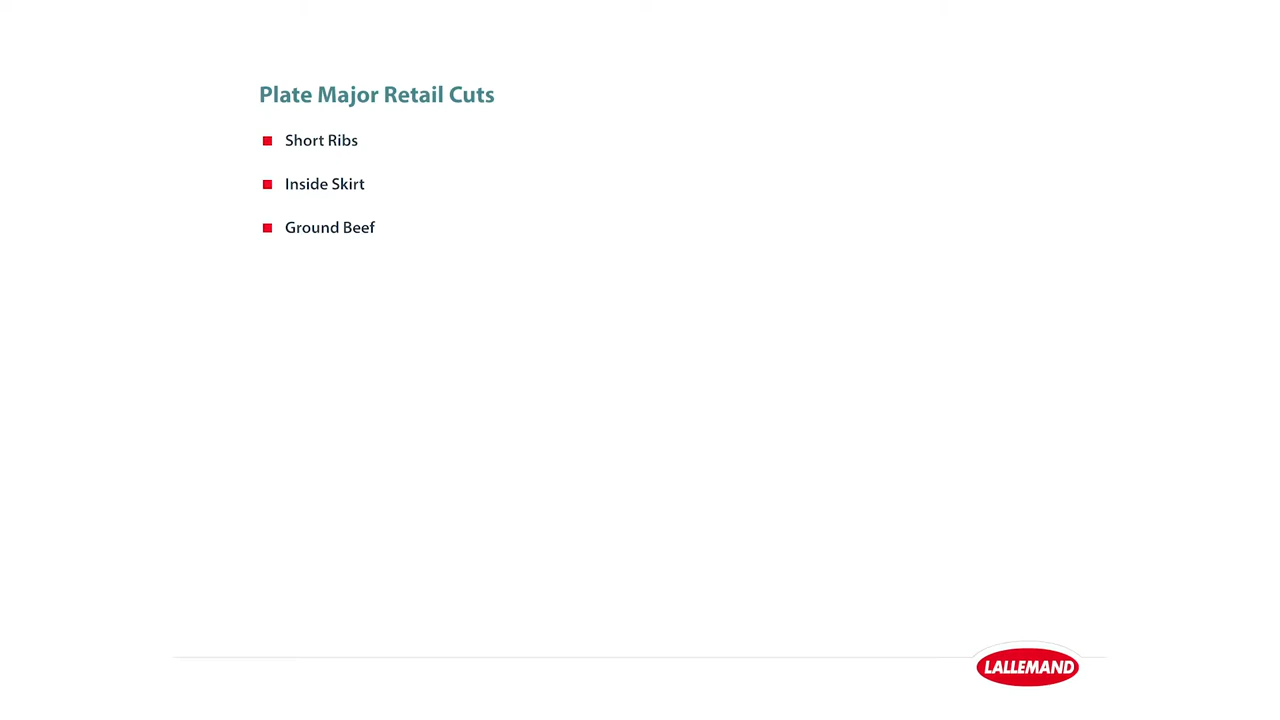 Plate Major Retail Cuts
Short Ribs
Inside Skirt
Ground Beef
LALLEMAND